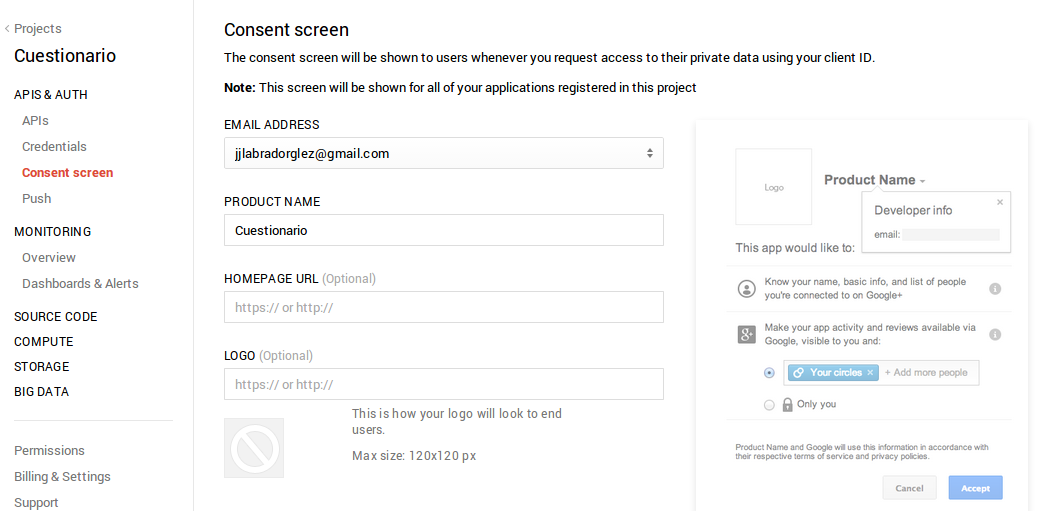 Projects
Cuestionario
APIS & AUTH
APIs
Credentials
Consent screen
Push
MONITORING
Overview
Dashboards & Alerts
SOURCE CODE
COMPUTE
STORAGE
BIG DATA
Permissions
Billing & Settings
Support
Consent screen
The consent screen will be shown to users whenever you request access to their private data using your client ID.
Note: This screen will be shown for all of your applications registered in this project
EMAIL ADDRESS
jjlabradorglez@gmail.com
PRODUCT NAME
Cuestionario
HOMEPAGE URL (Optional)
https:// or http://
LOGO (Optional)
https:// or http://
This is how your logo will look to end
users.
Max size: 120x120 px
Logo
Product Name
Developer info
email:
This app would like to:
Know your name, basic info, and list of people
you're connected to on Google+
Make your app activity and reviews available via
Google, visible to you and:
Your circles × + Add more people
Only you
Product Name and Google will use this information in accordance with
their respective terms of service and privacy policies.
Cancel Accept